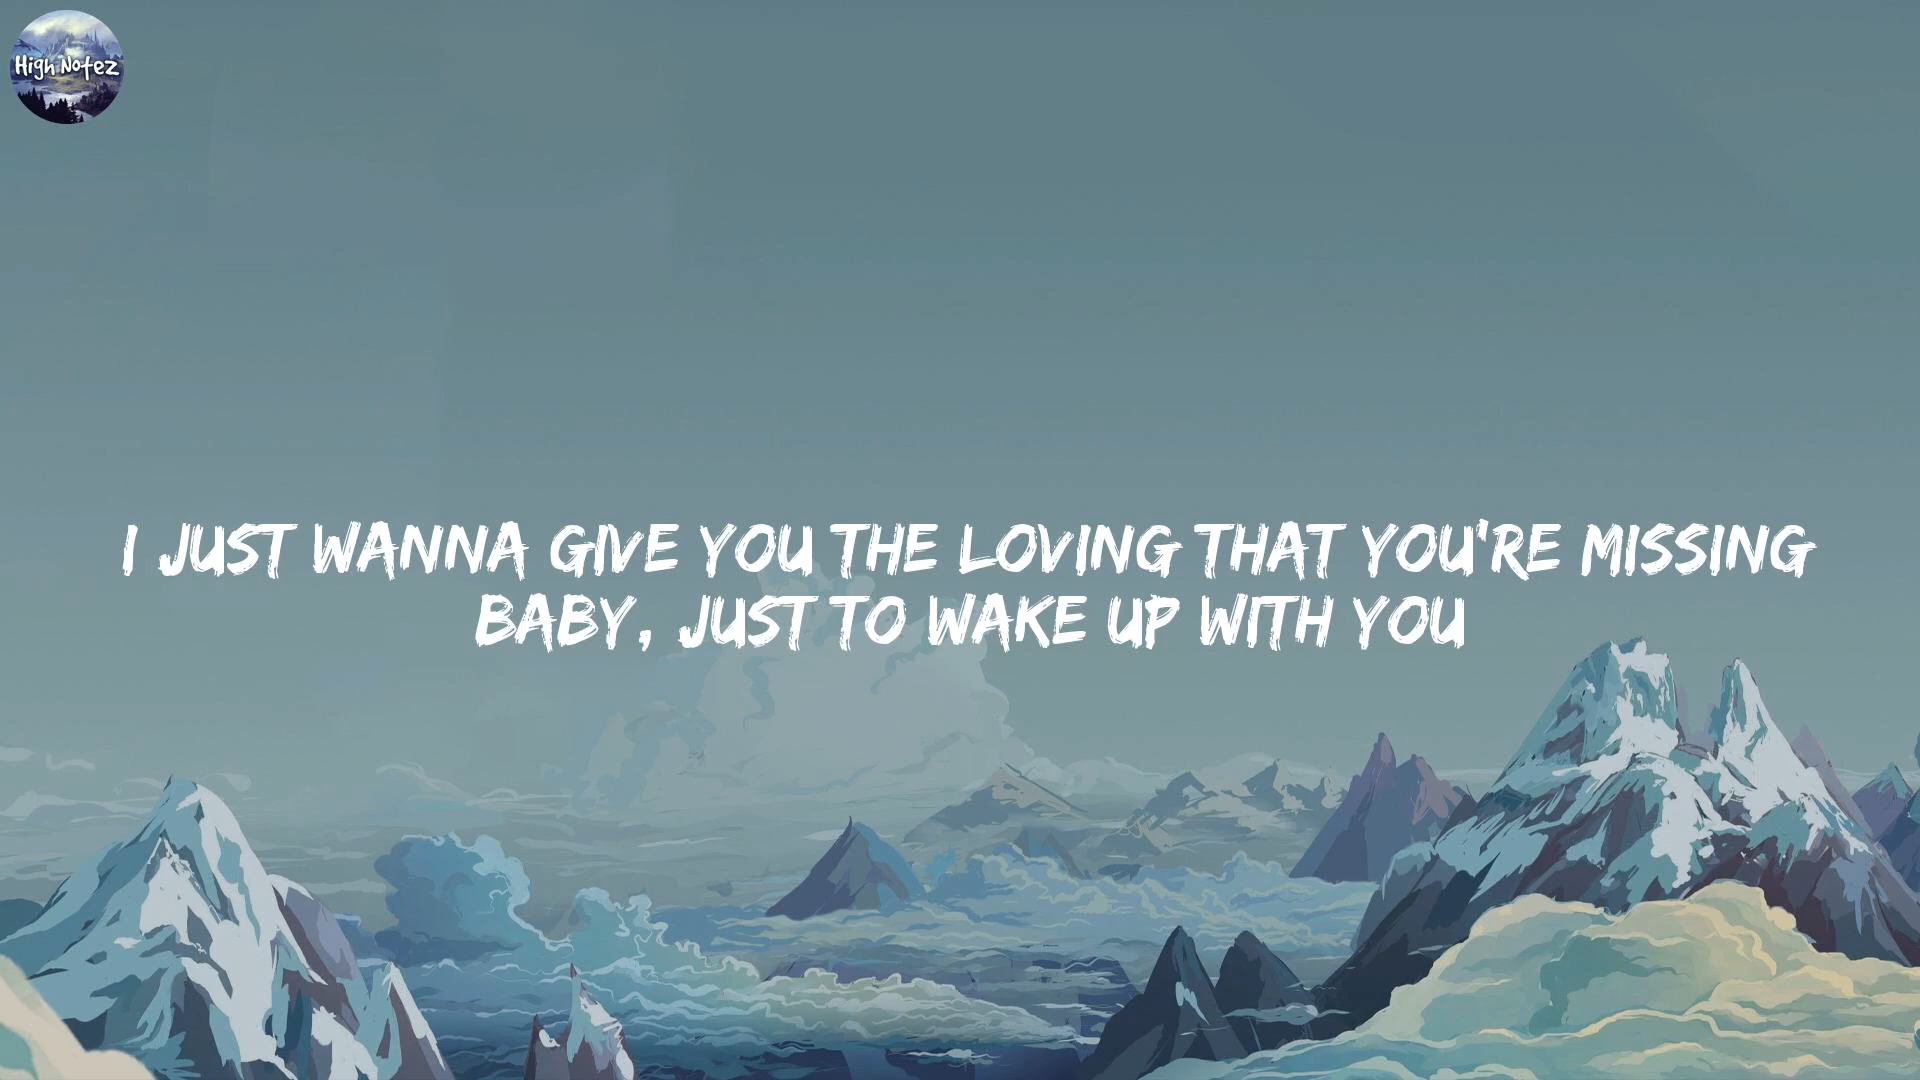 High Notez
I JUST WANNA GIVE YOU THE LOVING THAT YOU'RE MISSING
BABY, JUST TO WAKE UP WITH YOU